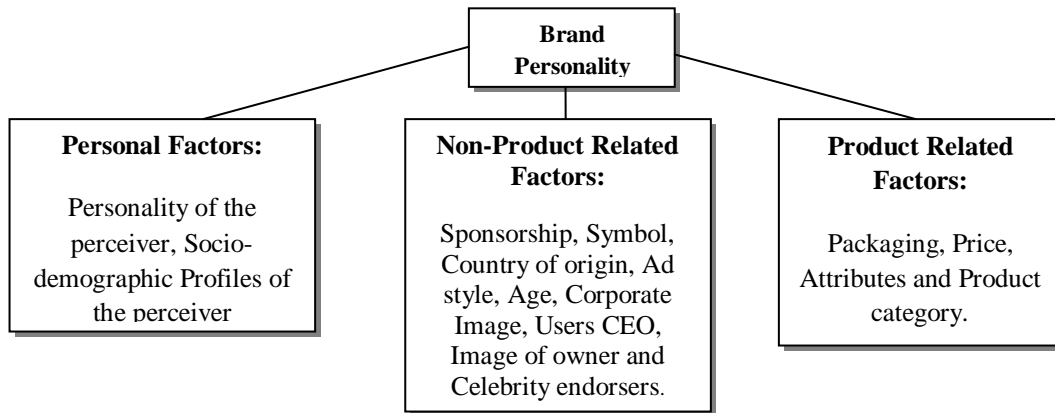 Brand
Personality
Personal Factors:
Personality of the
perceiver, Socio-
demographic Profiles of
the perceiver
Non-Product Related
Factors:
Sponsorship, Symbol,
Country of origin, Ad
style, Age, Corporate
Image, Users CEO,
Image of owner and
Celebrity endorsers.
Product Related
Factors:
Packaging, Price,
Attributes and Product
category.